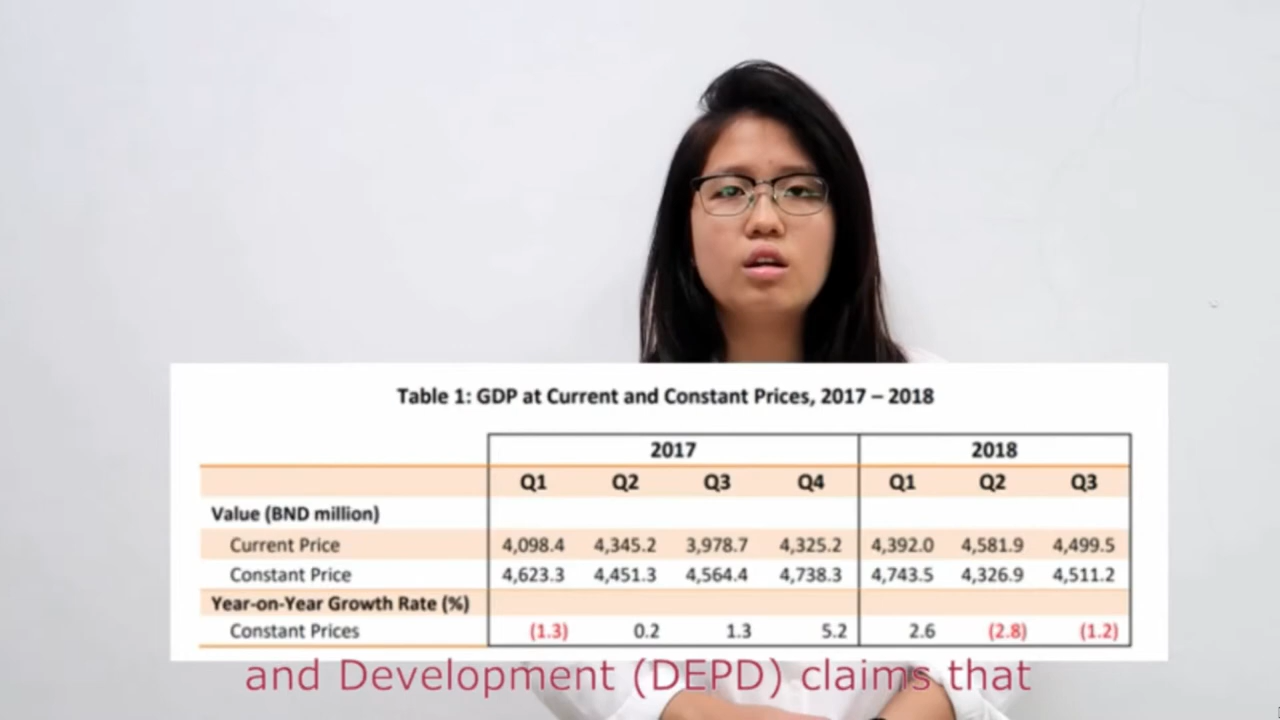 Table 1: GDP at Current and Constant Prices, 2017 – 2018
2017 2018
Q1 Q2 Q3 Q4 Q1 Q2 Q3
Value (BND million)
Current Price 4,098.4 4,345.2 3,978.7 4,325.2 4,392.0 4,581.9 4,499.5
Constant Price 4,623.3 4,451.3 4,564.4 4,738.3 4,743.5 4,326.9 4,511.2
Year-on-Year Growth Rate (%)
Constant Prices (1.3) 0.2 1.3 5.2 2.6 (2.8) (1.2)
and Development (DEPD) claims that